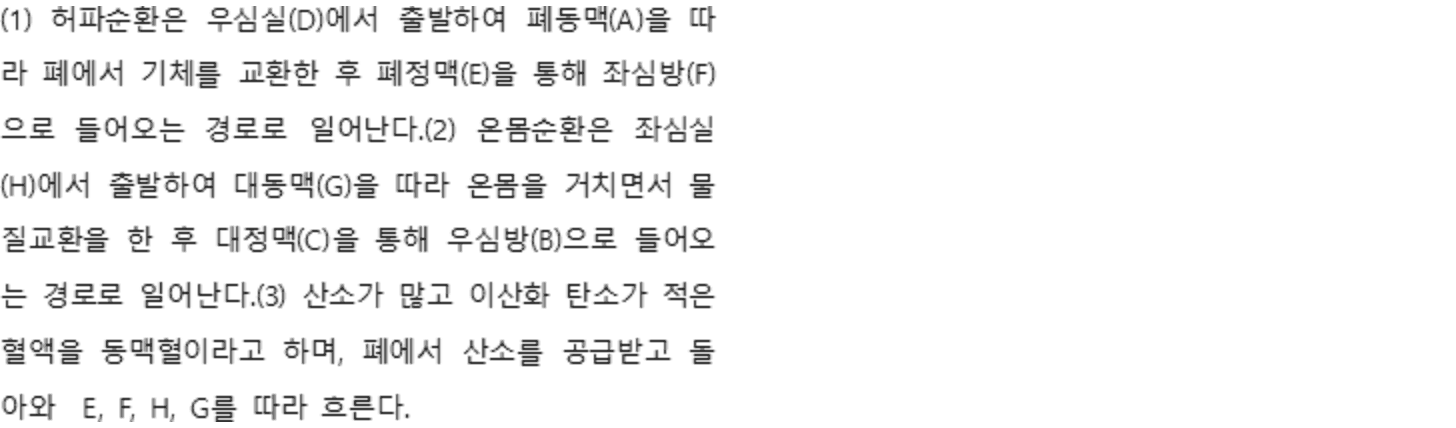 (1) 허파순환은 우심실(D)에서 출발하여 폐동맥(A)을 따
라 폐에서 기체를 교환한 후 폐정맥(E)을 통해 좌심방(F)
으로 들어오는 경로로 일어난다.(2) 온몸순환은 좌심실
(H)에서 출발하여 대동맥(G)을 따라 온몸을 거치면서 물
질교환을 한 후 대정맥(C)을 통해 우심방(B)으로 들어오
는 경로로 일어난다.(3) 산소가 많고 이산화 탄소가 적은
혈액을 동맥혈이라고 하며, 폐에서 산소를 공급받고 돌
아와 E, F, H, G를 따라 흐른다.